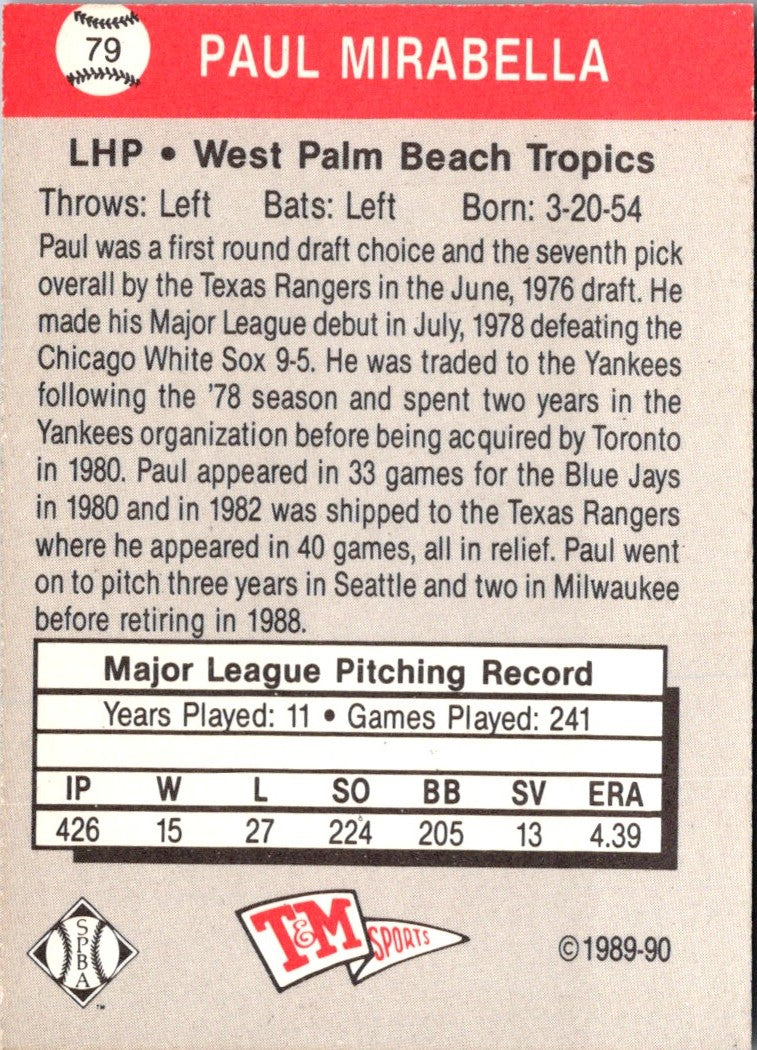 79
PAUL MIRABELLA
LHP • West Palm Beach Tropics
Throws: Left Bats: Left Born: 3-20-54
Paul was a first round draft choice and the seventh pick
overall by the Texas Rangers in the June, 1976 draft. He
made his Major League debut in July, 1978 defeating the
Chicago White Sox 9-5. He was traded to the Yankees
following the '78 season and spent two years in the
Yankees organization before being acquired by Toronto
in 1980. Paul appeared in 33 games for the Blue Jays
in 1980 and in 1982 was shipped to the Texas Rangers
where he appeared in 40 games, all in relief. Paul went
on to pitch three years in Seattle and two in Milwaukee
before retiring in 1988.
Major League Pitching Record
Years Played: 11 • Games Played: 241
IP W L SO BB SV ERA
426 15 27 224 205 13 4.39
SPBA ™
T&M SPORTS
©1989-90